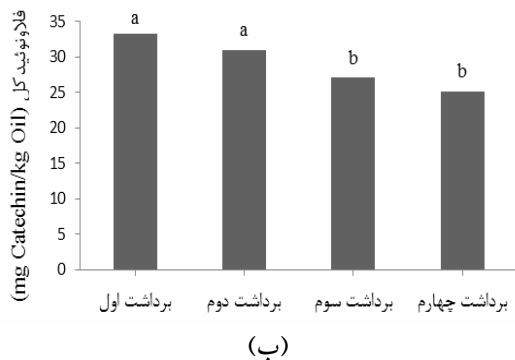 فلاونوئید کل (mg Catechin/kg Oil)
35
30
25
20
15
10
5
0
a
a
b
b
برداشت اول
برداشت دوم
برداشت سوم
برداشت چهارم
(ب)